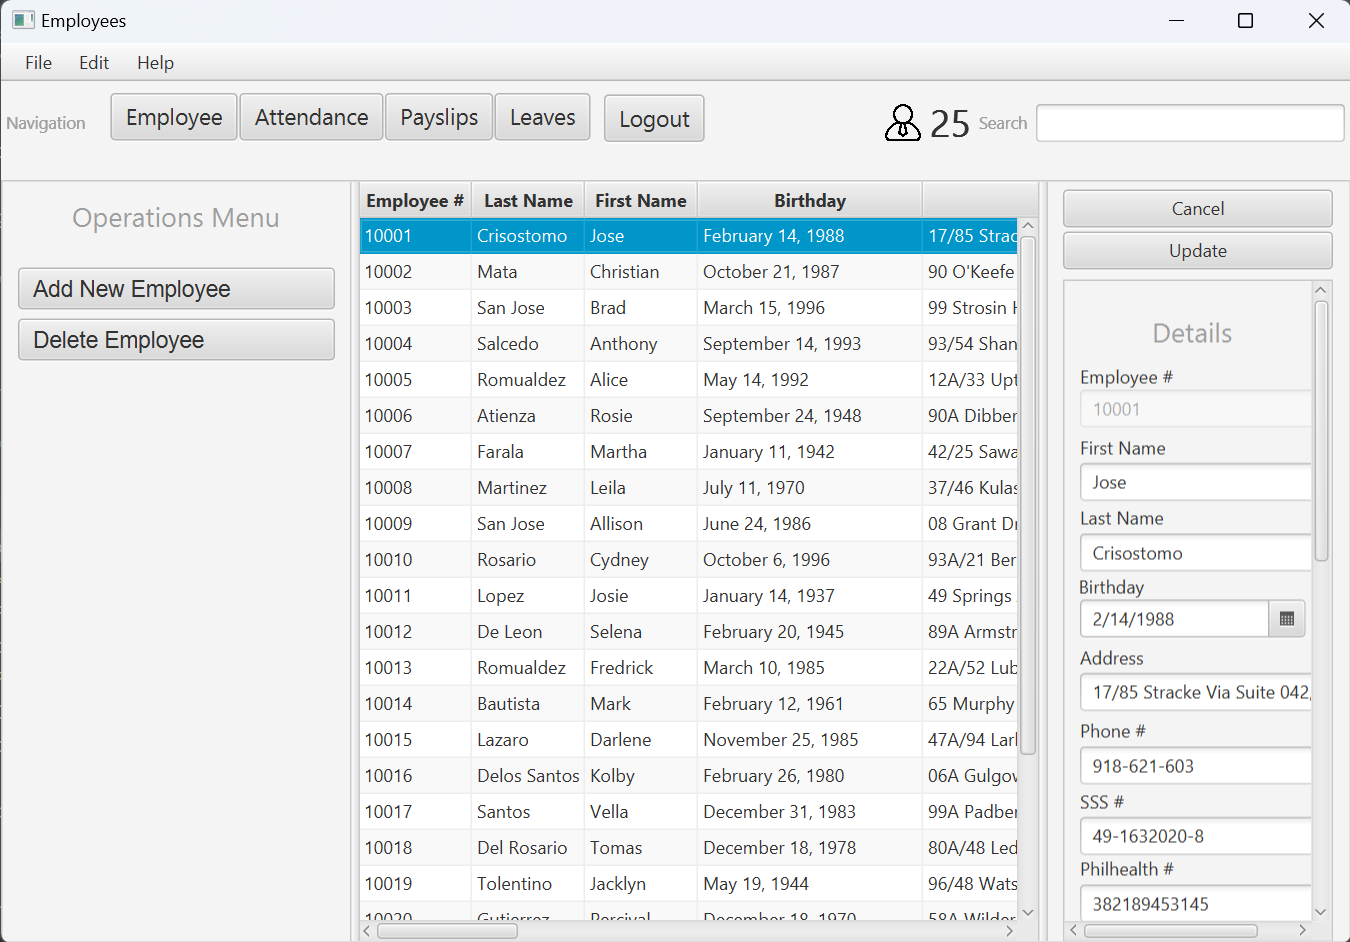 Employees
File Edit Help
Navigation Employee Attendance Payslips Leaves Logout 25 Search
Operations Menu
Add New Employee
Delete Employee
Employee # Last Name First Name Birthday
10001 Crisostomo Jose February 14, 1988 17/85 Strac
10002 Mata Christian October 21, 1987 90 O'Keefe
10003 San Jose Brad March 15, 1996 99 Strosin H
10004 Salcedo Anthony September 14, 1993 93/54 Shan
10005 Romualdez Alice May 14, 1992 12A/33 Upt
10006 Atienza Rosie September 24, 1948 90A Dibber
10007 Farala Martha January 11, 1942 42/25 Sawa
10008 Martinez Leila July 11, 1970 37/46 Kulas
10009 San Jose Allison June 24, 1986 08 Grant Dr
10010 Rosario Cydney October 6, 1996 93A/21 Ber
10011 Lopez Josie January 14, 1937 49 Springs
10012 De Leon Selena February 20, 1945 89A Armstr
10013 Romualdez Fredrick March 10, 1985 22A/52 Lub
10014 Bautista Mark February 12, 1961 65 Murphy
10015 Lazaro Darlene November 25, 1985 47A/94 Larl
10016 Delos Santos Kolby February 26, 1980 06A Gulgow
10017 Santos Vella December 31, 1983 99A Padber
10018 Del Rosario Tomas December 18, 1978 80A/48 Led
10019 Tolentino Jacklyn May 19, 1944 96/48 Wats
10020 Gutierrez Percival December 18, 1970 58A Wilder
Cancel
Update
Details
Employee #
10001
First Name
Jose
Last Name
Crisostomo
Birthday
2/14/1988
Address
17/85 Stracke Via Suite 042,
Phone #
918-621-603
SSS #
49-1632020-8
Philhealth #
382189453145